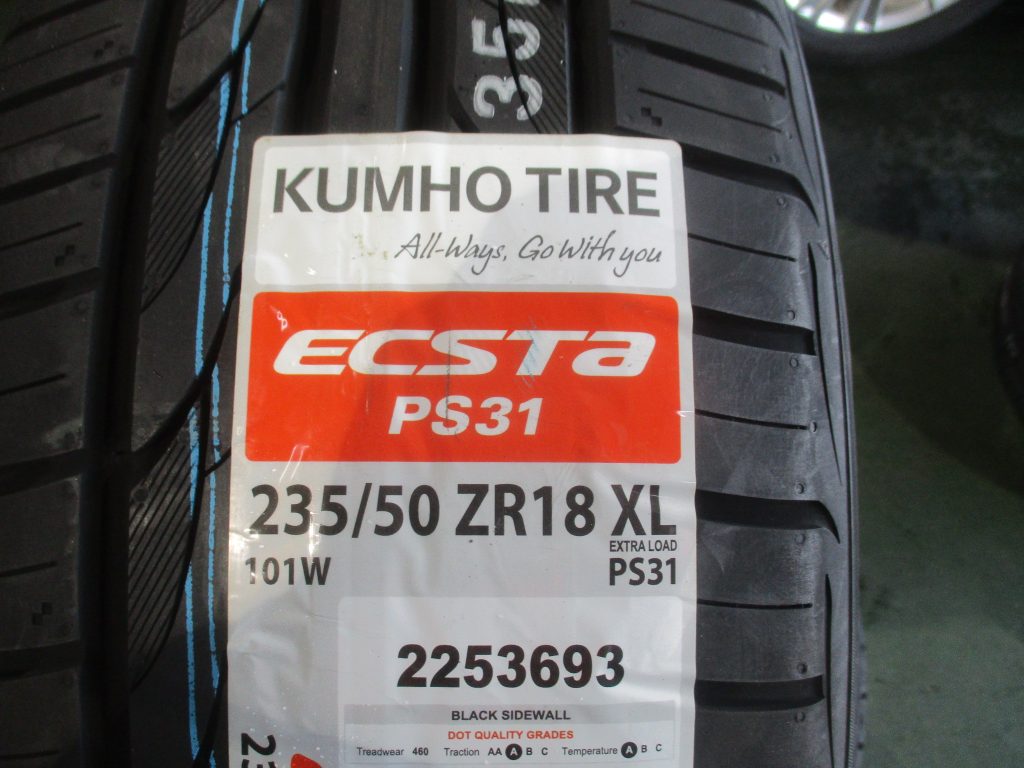 KUMHO TIRE
All-Ways, Go With you
ECSTA
PS31
235/50 ZR18 XL
EXTRA LOAD
101W
PS31
2253693
BLACK SIDEWALL
DOT QUALITY GRADES
Treadwear 460 Traction AA A B C Temperature A B C